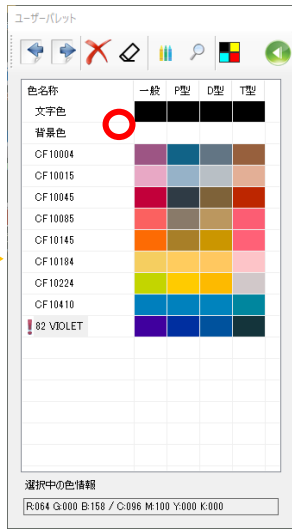 ユーザーパレット
色名称 一般 P型 D型 T型
文字色
背景色
CF10004
CF10015
CF10045
CF10085
CF10145
CF10184
CF10224
CF10410
82 VIOLET
選択中の色情報
R:064 G:000 B:158 / C:096 M:100 Y:000 K:000